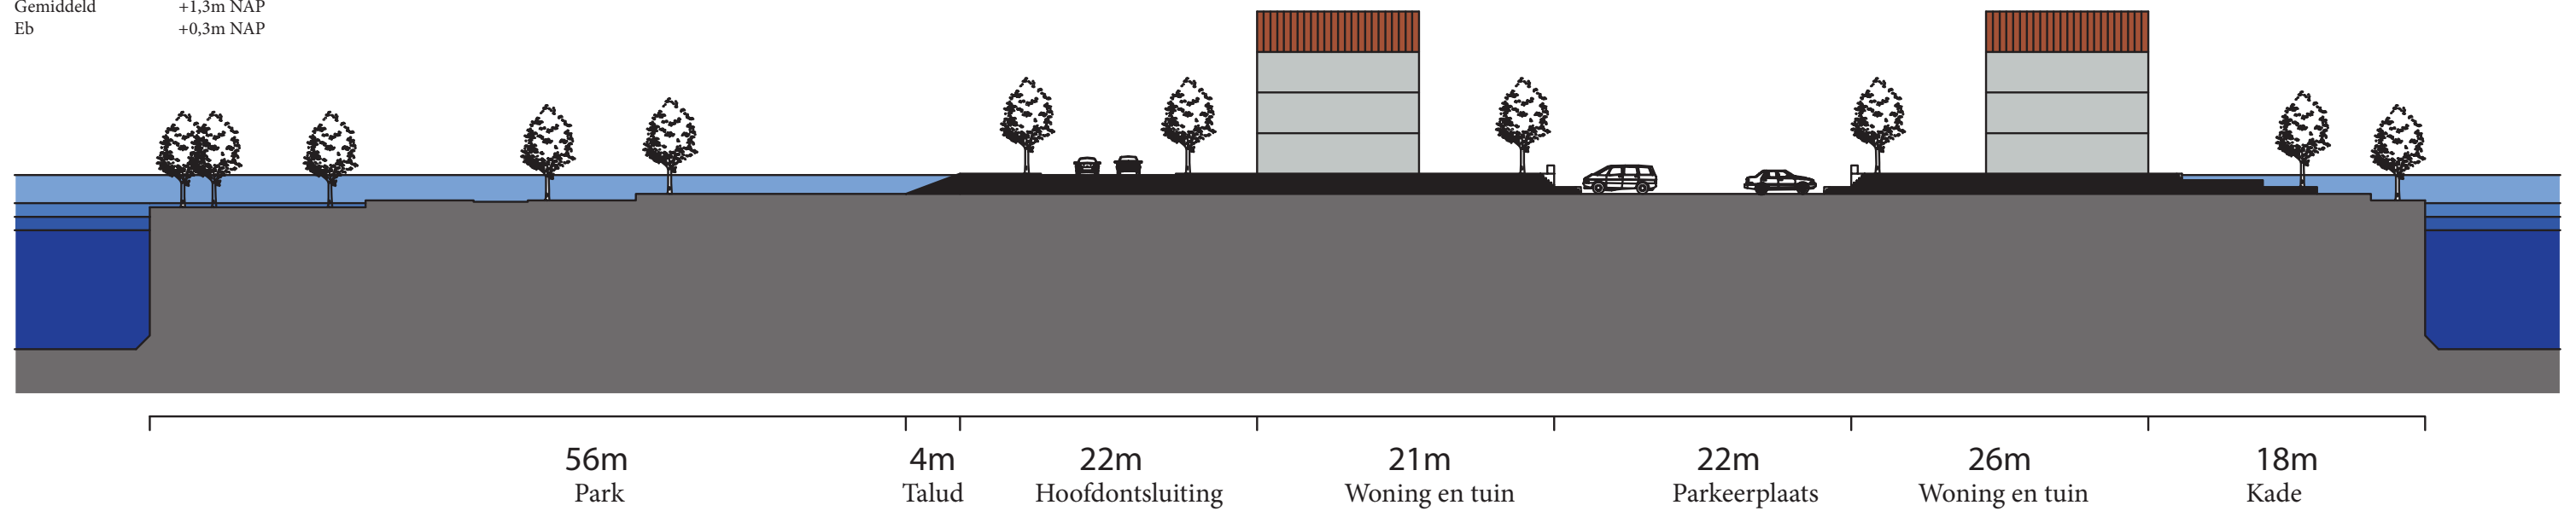 Gemiddeld +1,3m NAP
Eb +0,3m NAP
56m 4m 22m 21m 22m 26m 18m
Park Talud Hoofdontsluiting Woning en tuin Parkeerplaats Woning en tuin Kade